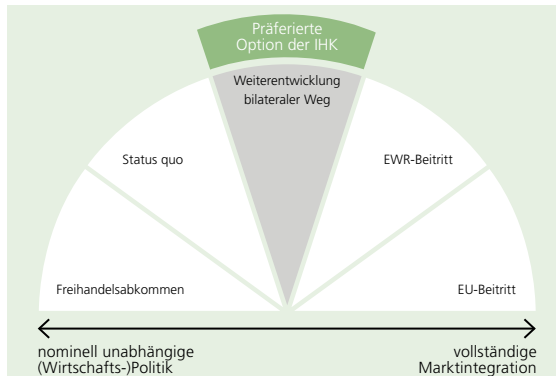 Präferierte
Option der IHK
Weiterentwicklung
bilateraler Weg
Status quo
EWR-Beitritt
Freihandelsabkommen
EU-Beitritt
nominell unabhängige
(Wirtschafts-)Politik
vollständige
Marktintegration